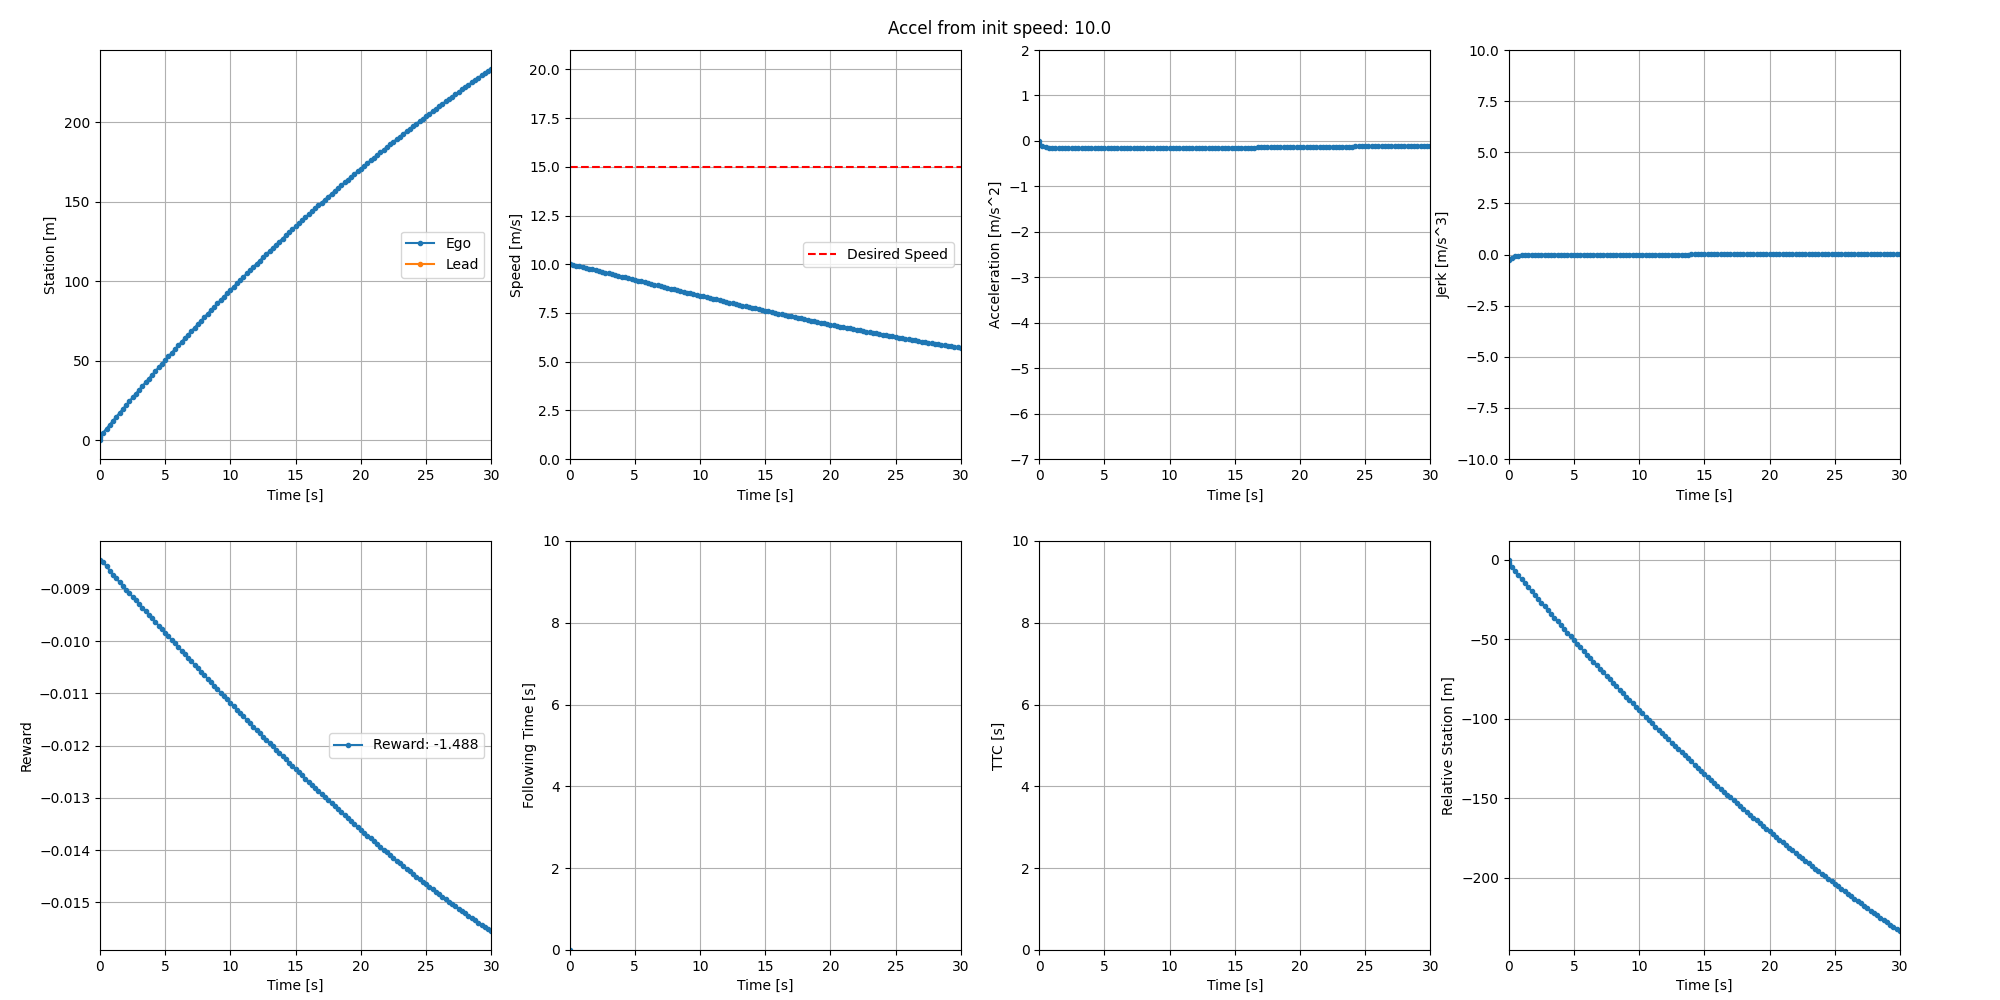 Accel from init speed: 10.0
Station [m]
200
150
100
50
0
0 5 10 15 20 25 30
Time [s]
Ego
Lead
Speed [m/s]
20.0
17.5
15.0
12.5
10.0
7.5
5.0
2.5
0.0
0 5 10 15 20 25 30
Time [s]
Desired Speed
Acceleration [m/s^2]
2
1
0
−1
−2
−3
−4
−5
−6
−7
0 5 10 15 20 25 30
Time [s]
Jerk [m/s^3]
10.0
7.5
5.0
2.5
0.0
−2.5
−5.0
−7.5
−10.0
0 5 10 15 20 25 30
Time [s]
Reward
−0.009
−0.010
−0.011
−0.012
−0.013
−0.014
−0.015
0 5 10 15 20 25 30
Time [s]
Reward: -1.488
Following Time [s]
10
8
6
4
2
0
0 5 10 15 20 25 30
Time [s]
TTC [s]
10
8
6
4
2
0
0 5 10 15 20 25 30
Time [s]
Relative Station [m]
0
−50
−100
−150
−200
0 5 10 15 20 25 30
Time [s]